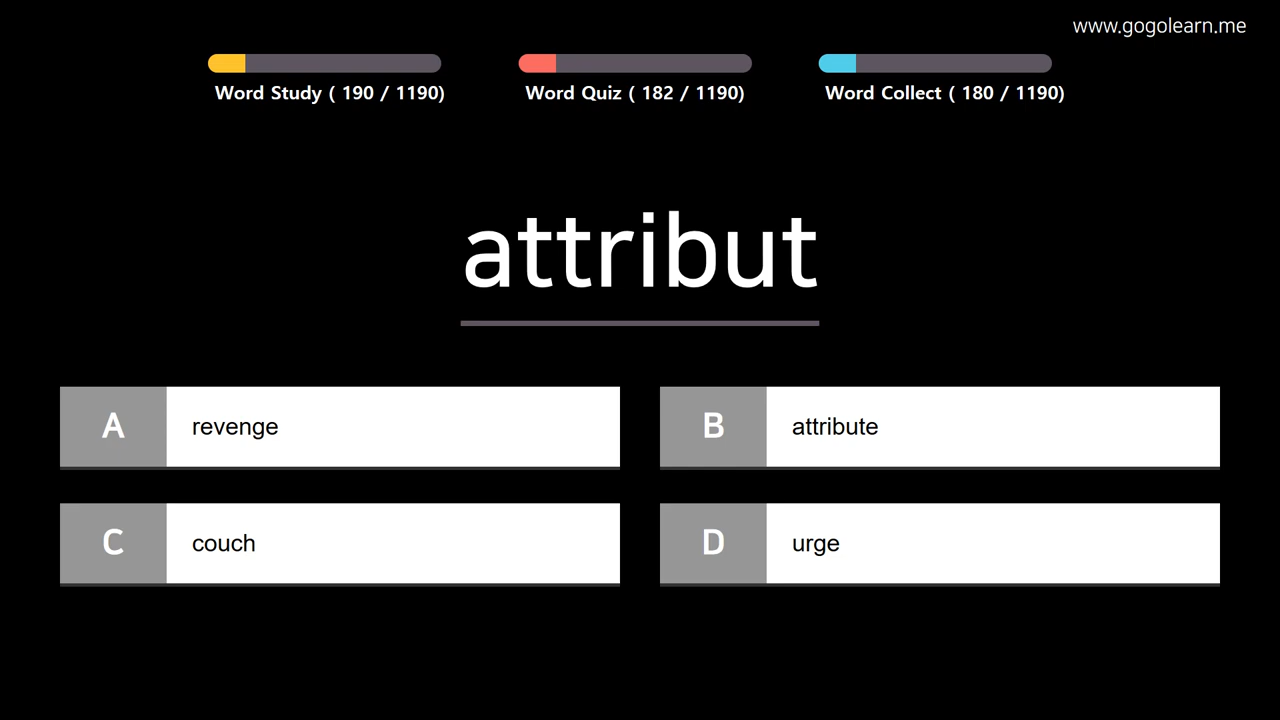 www.gogolearn.me
Word Study ( 190 / 1190)
Word Quiz ( 182 / 1190)
Word Collect ( 180 / 1190)
attribut
A revenge
B attribute
C couch
D urge